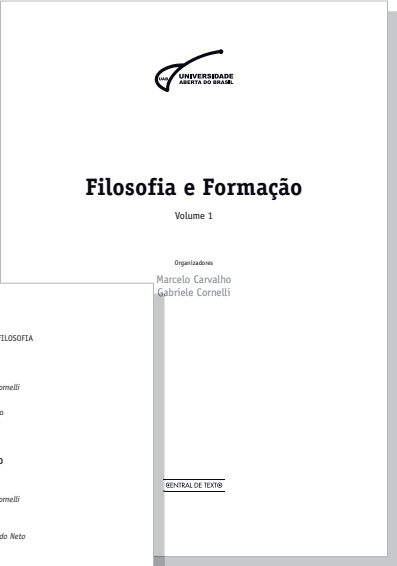 UAB
UNIVERSIDADE
ABERTA DO BRASIL
Filosofia e Formação
Volume 1
Organizadores
Marcelo Carvalho
Gabriele Cornelli
FILOSOFIA
ornelli
o
O
ornelli
do Neto
CENTRAL DE TEXTO